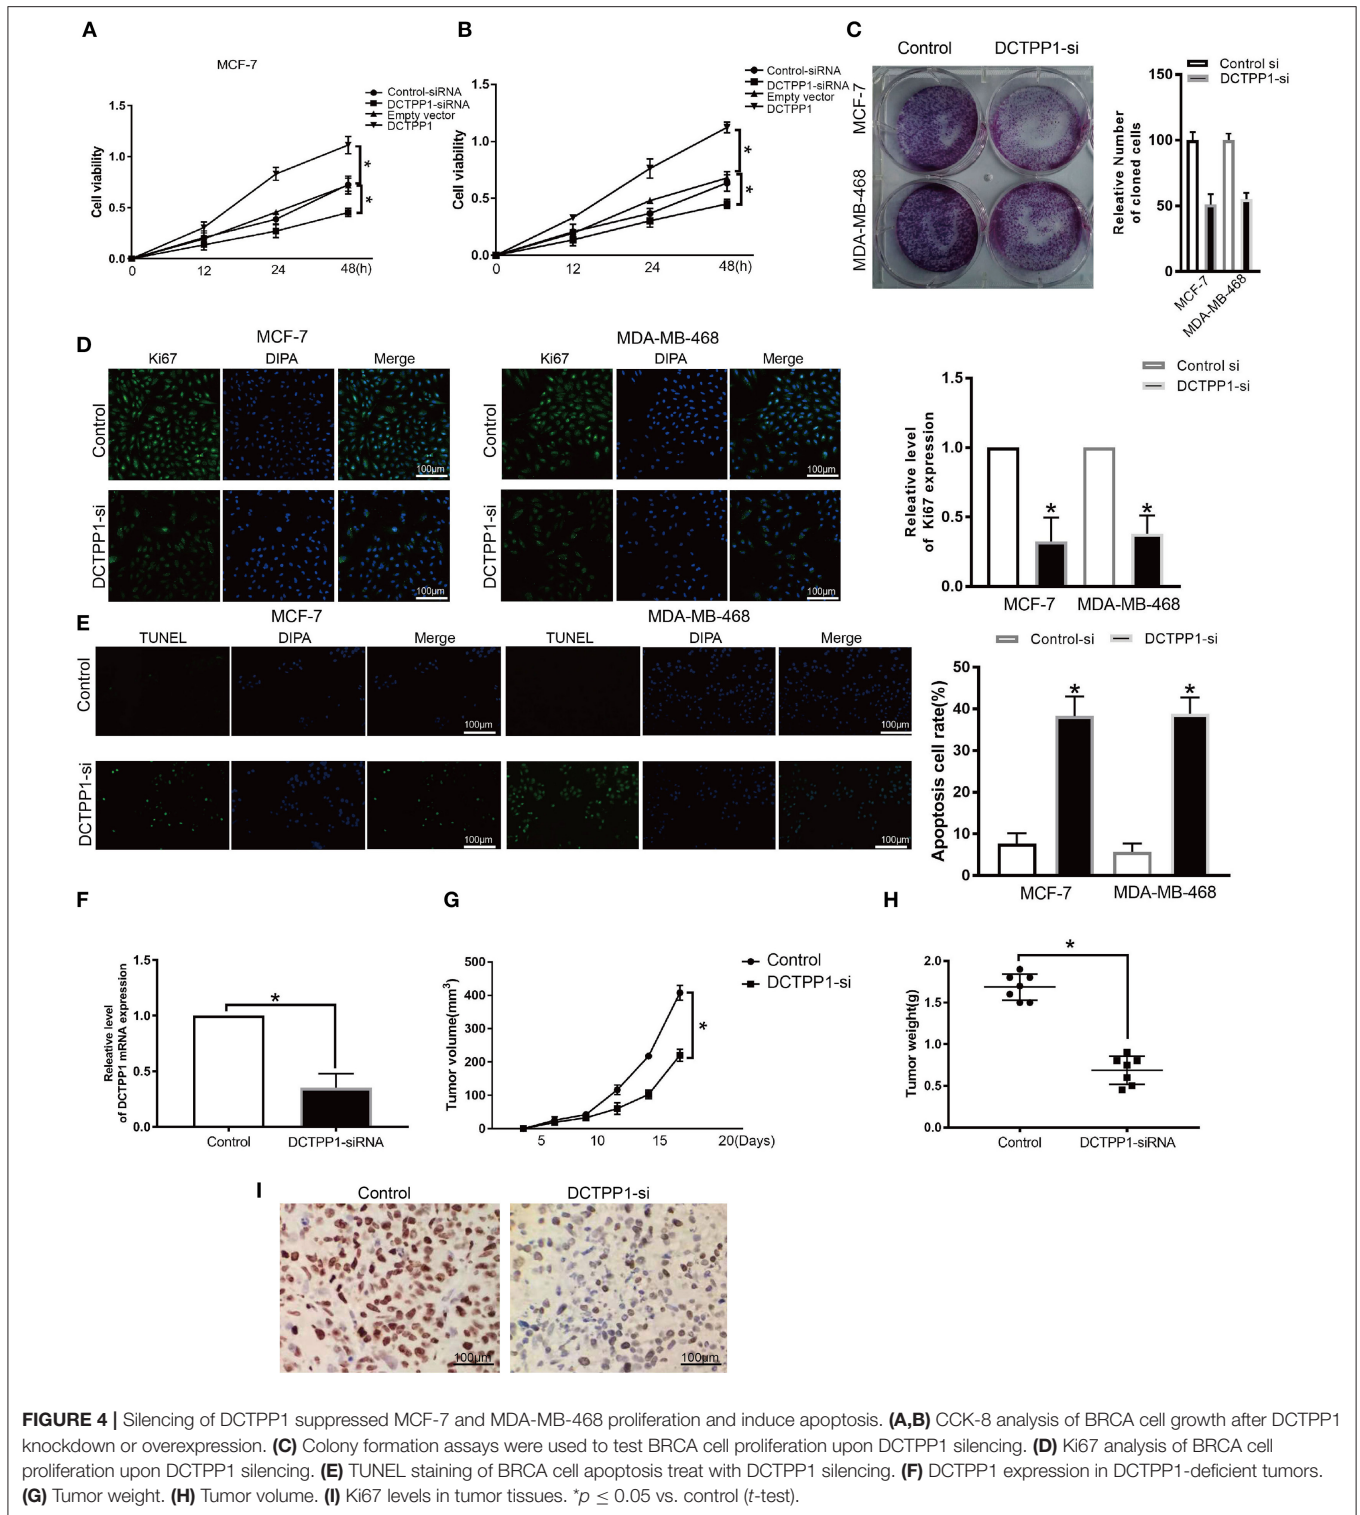 A
MCF-7
Control-siRNA
DCTPP1-siRNA
Empty vector
DCTPP1
Cell viability
1.5
1.0
0.5
0.0
0
12
24
48(h)
*
*
B
Control-siRNA
DCTPP1-siRNA
Empty vector
DCTPP1
Cell viability
1.5
1.0
0.5
0.0
0
12
24
48(h)
*
*
C
Control
DCTPP1-si
MCF-7
MDA-MB-468
Control si
DCTPP1-si
Releative Number
of cloned cells
150
100
50
0
MCF-7
MDA-MB-468
D
MCF-7
Ki67
DIPA
Merge
Control
100μm
DCTPP1-si
100μm
MDA-MB-468
Ki67
DIPA
Merge
Control
100μm
DCTPP1-si
100μm
Control si
DCTPP1-si
Releative level
of Ki67 expression
1.5
1.0
0.5
0.0
*
*
MCF-7
MDA-MB-468
E
MCF-7
MDA-MB-468
TUNEL
DIPA
Merge
TUNEL
DIPA
Merge
Control
100μm
100μm
DCTPP1-si
100μm
100μm
Control-si
DCTPP1-si
Apoptosis cell rate(%)
50
40
30
20
10
0
*
*
MCF-7
MDA-MB-468
F
Releative level
of DCTPP1 mRNA expression
1.5
1.0
0.5
0.0
*
Control
DCTPP1-siRNA
G
Control
DCTPP1-si
Tumor volume(mm³)
500
400
300
200
100
0
5
10
15
20(Days)
*
H
Tumor weight(g)
2.0
1.5
1.0
0.5
0.0
*
Control
DCTPP1-siRNA
I
Control
DCTPP1-si
100μm
100μm
FIGURE 4 | Silencing of DCTPP1 suppressed MCF-7 and MDA-MB-468 proliferation and induce apoptosis. (A,B) CCK-8 analysis of BRCA cell growth after DCTPP1
knockdown or overexpression. (C) Colony formation assays were used to test BRCA cell proliferation upon DCTPP1 silencing. (D) Ki67 analysis of BRCA cell
proliferation upon DCTPP1 silencing. (E) TUNEL staining of BRCA cell apoptosis treat with DCTPP1 silencing. (F) DCTPP1 expression in DCTPP1-deficient tumors.
(G) Tumor weight. (H) Tumor volume. (I) Ki67 levels in tumor tissues. *p ≤ 0.05 vs. control (t-test).